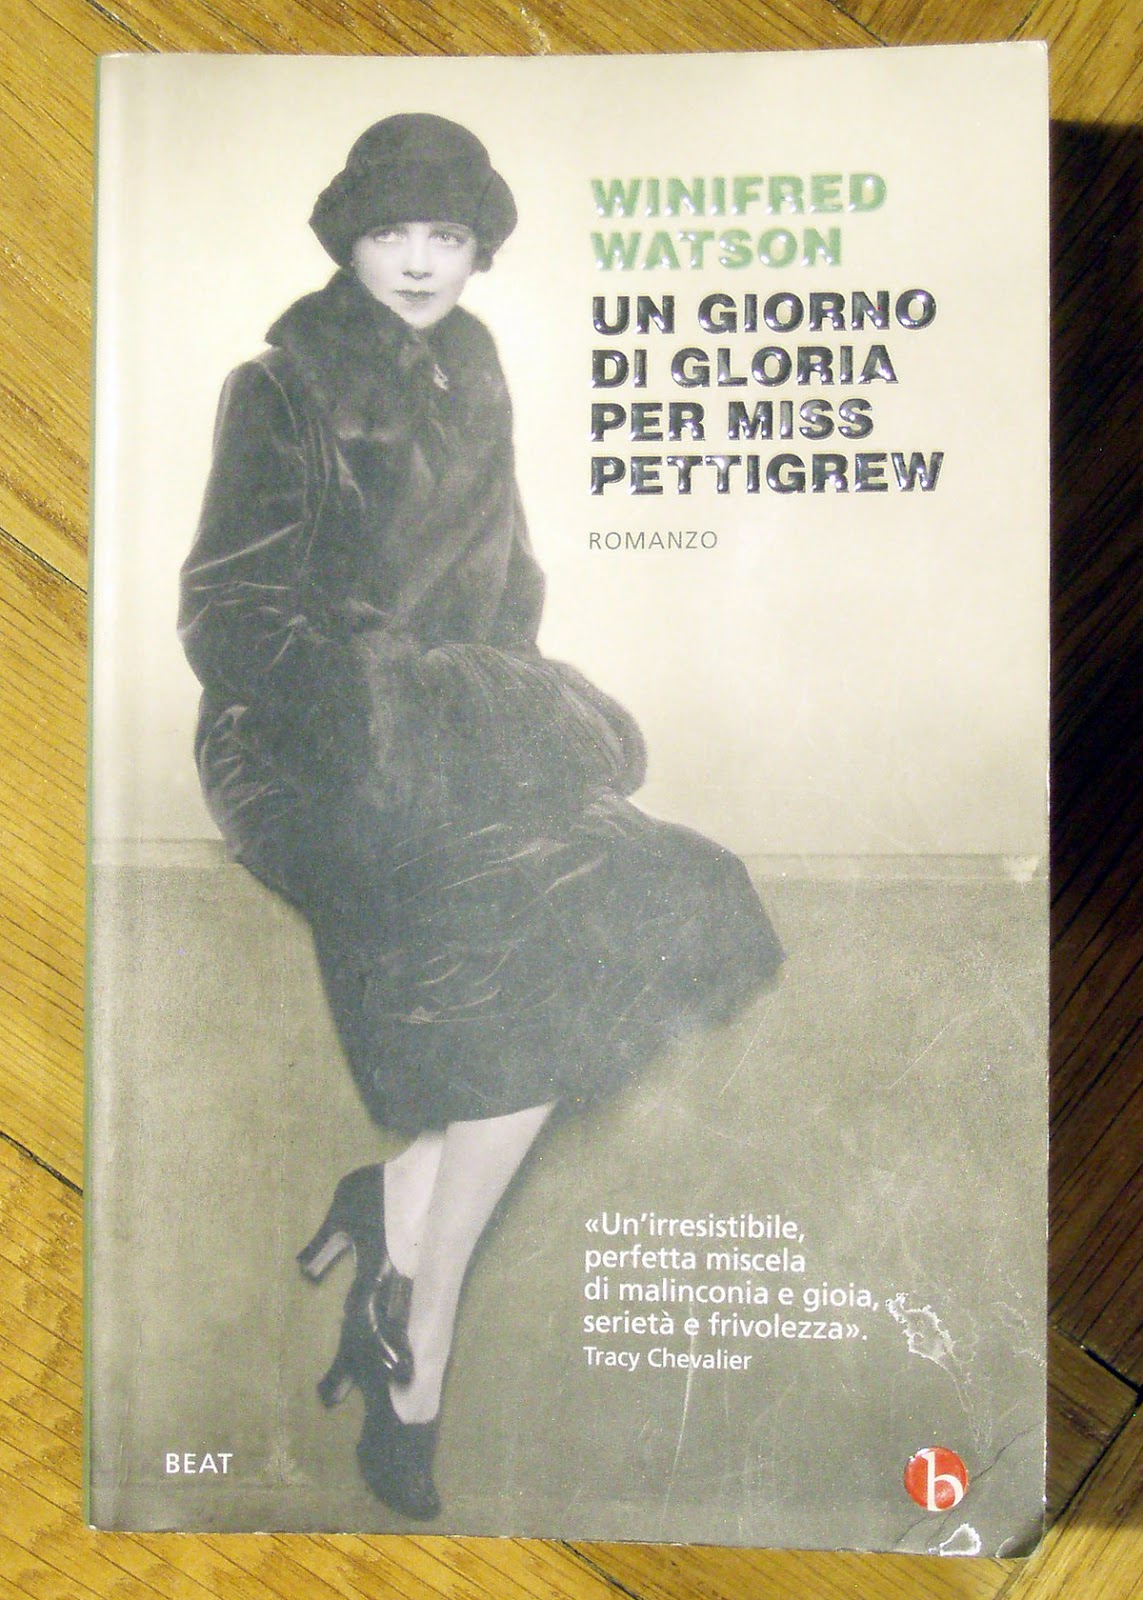 WINIFRED
WATSON
UN GIORNO
DI GLORIA
PER MISS
PETTIGREW
ROMANZO
«Un'irresistibile,
perfetta miscela
di malinconia e gioia,
serietà e frivolezza».
Tracy Chevalier
BEAT
b